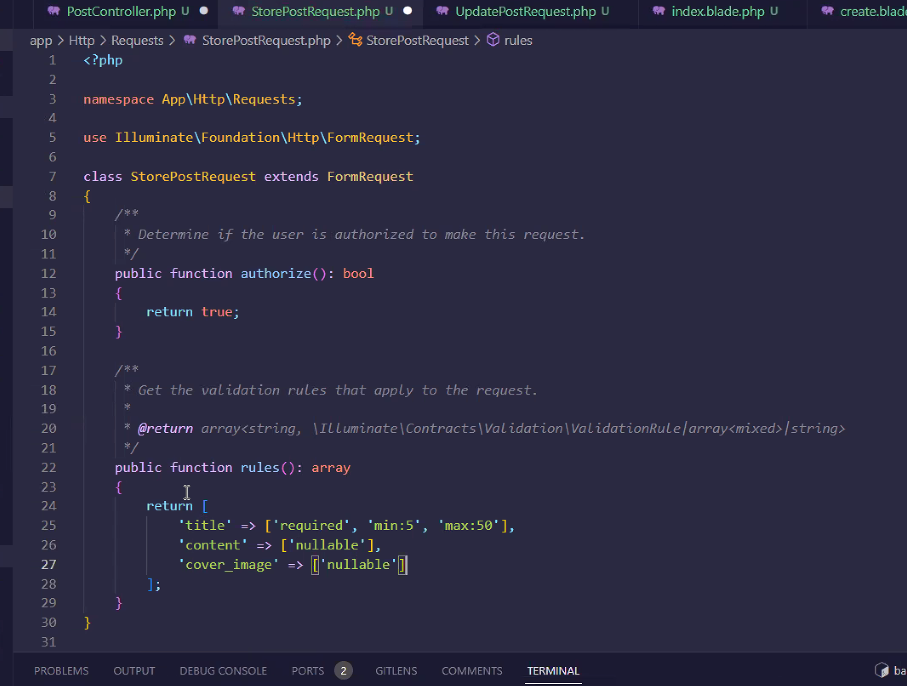 PostController.php U ● StorePostRequest.php U ● UpdatePostRequest.php U index.blade.php U create.blad
app > Http > Requests > StorePostRequest.php > StorePostRequest > rules
1 <?php
2
3 namespace App\Http\Requests;
4
5 use Illuminate\Foundation\Http\FormRequest;
6
7 class StorePostRequest extends FormRequest
8 {
9 /**
10 * Determine if the user is authorized to make this request.
11 */
12 public function authorize(): bool
13 {
14 return true;
15 }
16
17 /**
18 * Get the validation rules that apply to the request.
19 *
20 * @return array<string, \Illuminate\Contracts\Validation\ValidationRule|array<mixed>|string>
21 */
22 public function rules(): array
23 {
24 return [
25 'title' => ['required', 'min:5', 'max:50'],
26 'content' => ['nullable'],
27 'cover_image' => ['nullable']
28 ];
29 }
30 }
31
PROBLEMS OUTPUT DEBUG CONSOLE PORTS 2 GITLENS COMMENTS TERMINAL ba